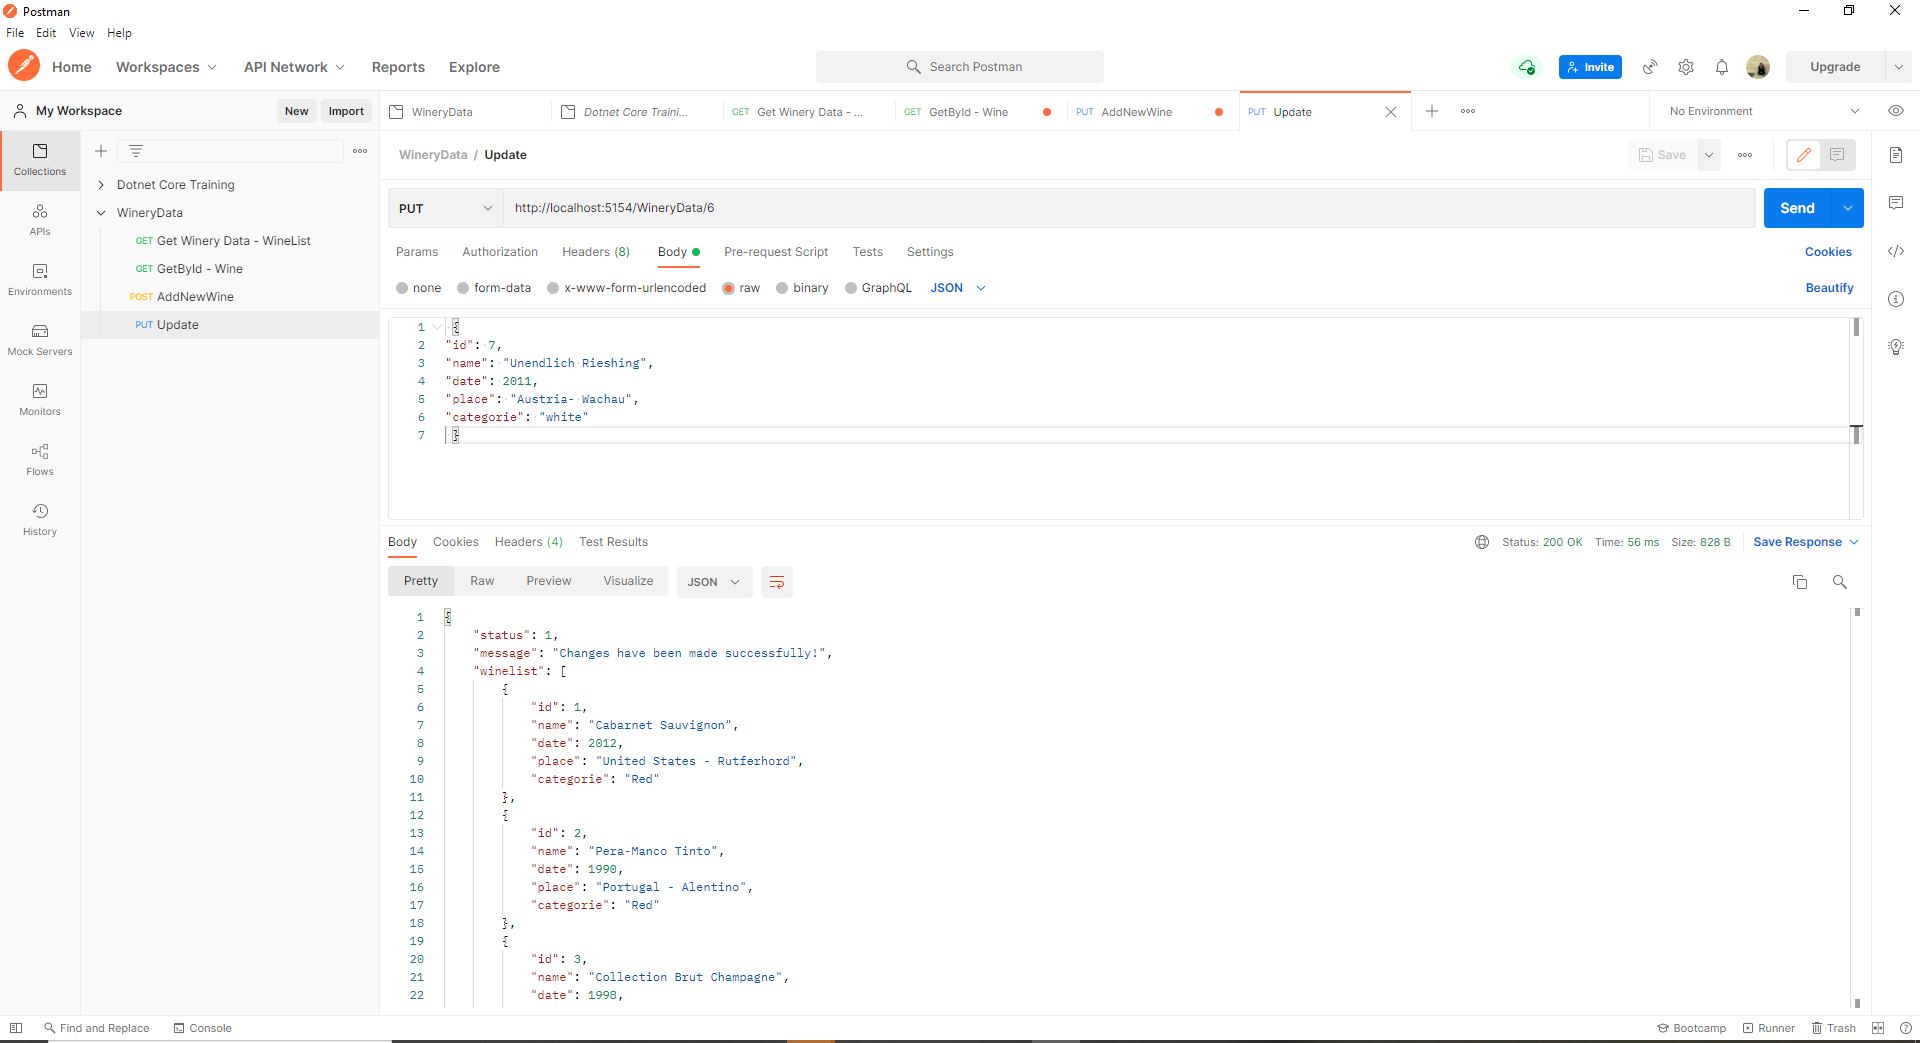 Postman
File Edit View Help
Home Workspaces API Network Reports Explore Search Postman Invite Upgrade
My Workspace New Import WineryData Dotnet Core Traini... GET Get Winery Data - ... GET GetById - Wine PUT AddNewWine PUT Update No Environment
Collections
APIs
Environments
Mock Servers
Monitors
Flows
History
Dotnet Core Training
WineryData
GET Get Winery Data - WineList
GET GetById - Wine
POST AddNewWine
PUT Update
WineryData / Update Save
PUT http://localhost:5154/WineryData/6 Send
Params Authorization Headers (8) Body Pre-request Script Tests Settings Cookies
none form-data x-www-form-urlencoded raw binary GraphQL JSON Beautify
1 {
2 "id": 7,
3 "name": "Unendlich Rieshing",
4 "date": 2011,
5 "place": "Austria- Wachau",
6 "categorie": "white"
7 }
Body Cookies Headers (4) Test Results Status: 200 OK Time: 56 ms Size: 828 B Save Response
Pretty Raw Preview Visualize JSON
1 {
2 "status": 1,
3 "message": "Changes have been made successfully!",
4 "winelist": [
5 {
6 "id": 1,
7 "name": "Cabarnet Sauvignon",
8 "date": 2012,
9 "place": "United States - Rutferhord",
10 "categorie": "Red"
11 },
12 {
13 "id": 2,
14 "name": "Pera-Manco Tinto",
15 "date": 1990,
16 "place": "Portugal - Alentino",
17 "categorie": "Red"
18 },
19 {
20 "id": 3,
21 "name": "Collection Brut Champagne",
22 "date": 1998,
Find and Replace Console Bootcamp Runner Trash